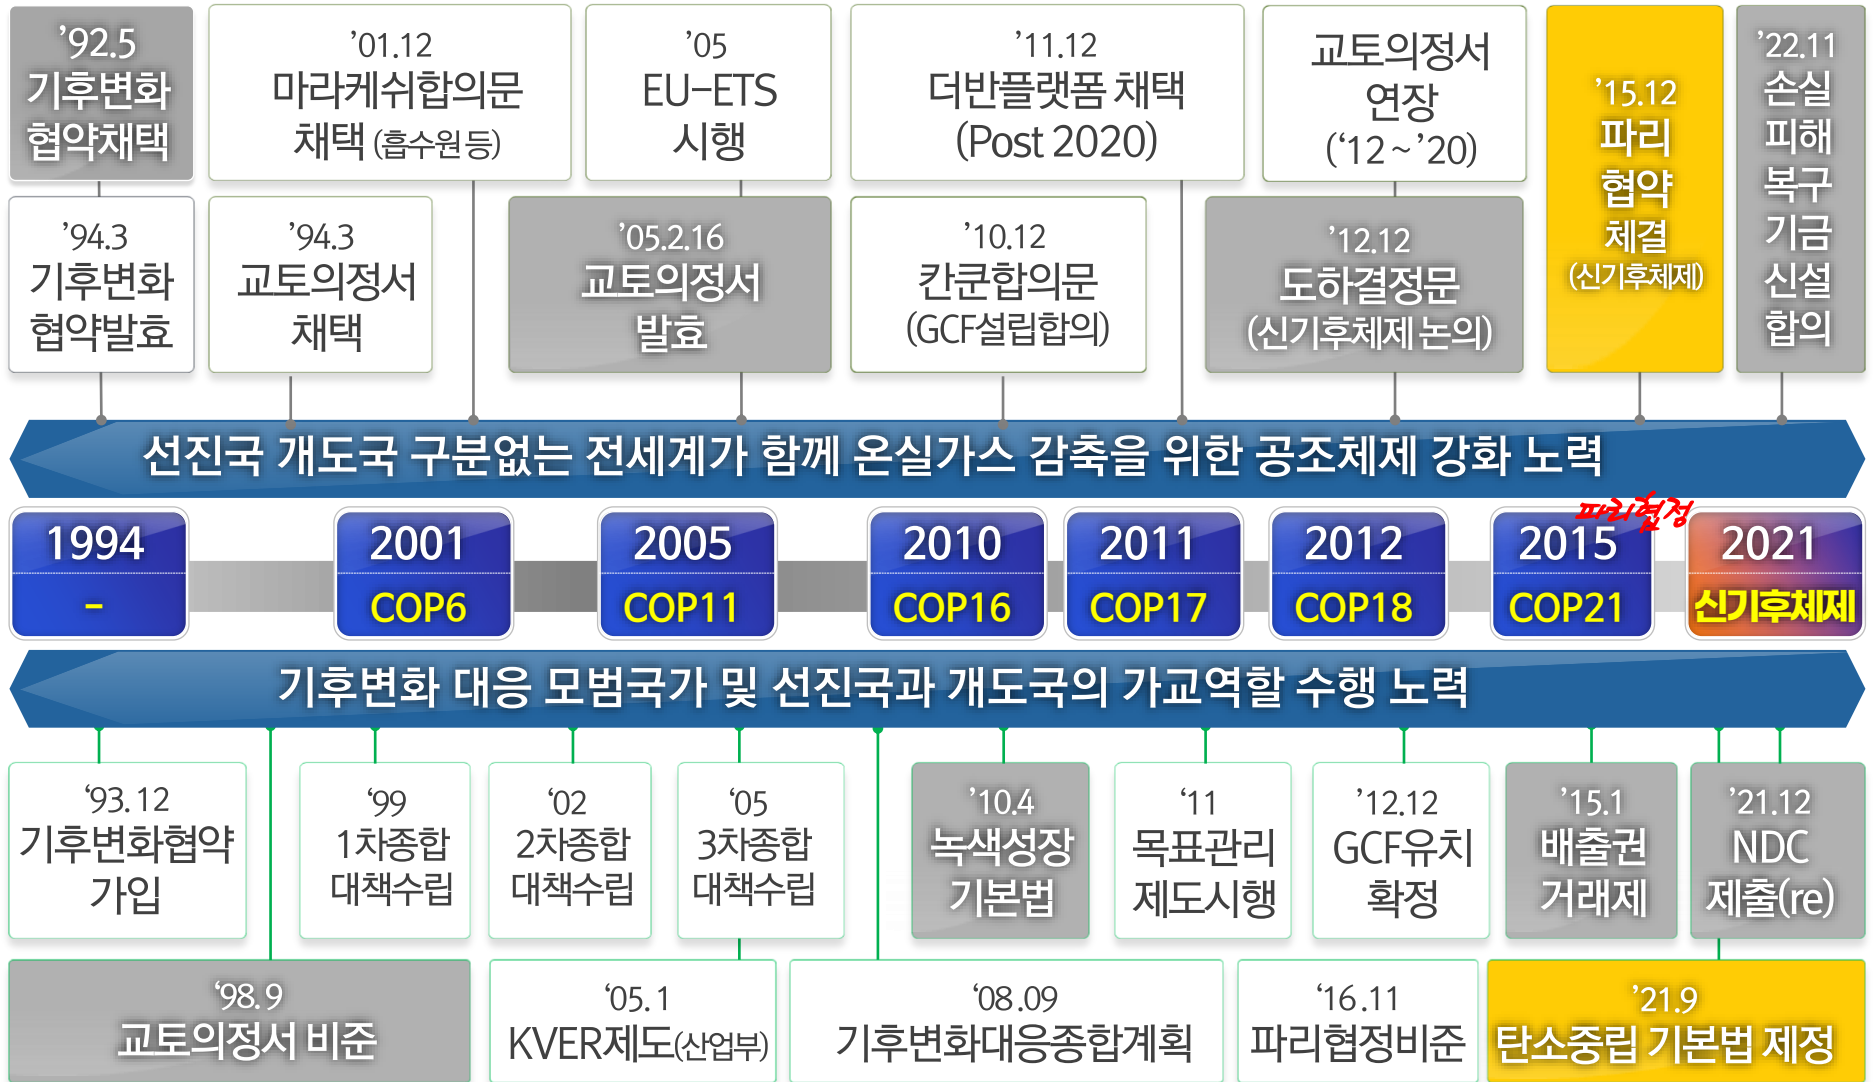 ’92.5
기후변화
협약채택
’01.12
마라케쉬합의문
채택 (흡수원 등)
’05
EU-ETS
시행
’11.12
더반플랫폼 채택
(Post 2020)
교토의정서
연장
(‘12 ~ ’20)
’15.12
파리
협약
체결
(신기후체제)
’22.11
손실
피해
복구
기금
신설
합의
’94.3
기후변화
협약발효
’94.3
교토의정서
채택
’05.2.16
교토의정서
발효
’10.12
칸쿤합의문
(GCF설립합의)
’12.12
도하결정문
(신기후체제 논의)
선진국 개도국 구분없는 전세계가 함께 온실가스 감축을 위한 공조체제 강화 노력
파리협정
1994
-
2001
COP6
2005
COP11
2010
COP16
2011
COP17
2012
COP18
2015
COP21
2021
신기후체제
기후변화 대응 모범국가 및 선진국과 개도국의 가교역할 수행 노력
‘93. 12
기후변화협약
가입
‘99
1차종합
대책수립
‘02
2차종합
대책수립
‘05
3차종합
대책수립
’10.4
녹색성장
기본법
‘11
목표관리
제도시행
’12.12
GCF유치
확정
’15.1
배출권
거래제
’21.12
NDC
제출(re)
‘98.9
교토의정서 비준
‘05. 1
KVER제도(산업부)
‘08.09
기후변화대응종합계획
‘16.11
파리협정비준
’21.9
탄소중립 기본법 제정